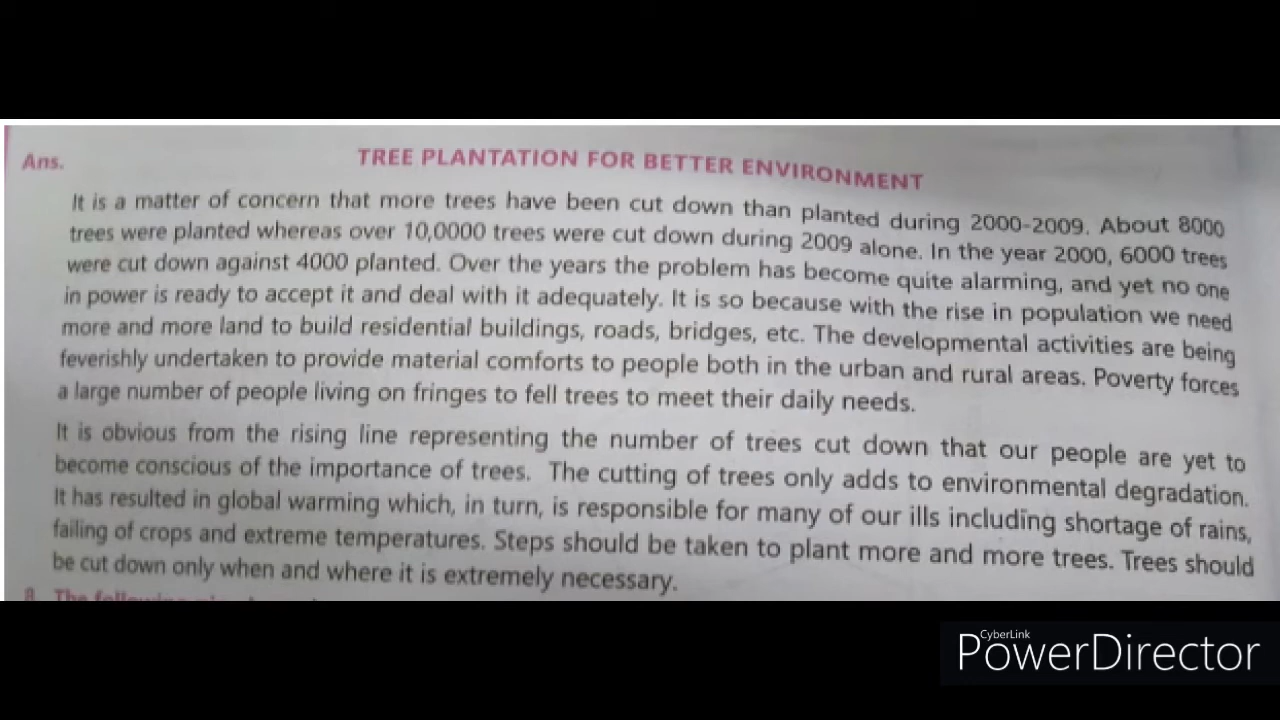 Ans.
TREE PLANTATION FOR BETTER ENVIRONMENT
It is a matter of concern that more trees have been cut down than planted during 2000-2009. About 8000
trees were planted whereas over 10,0000 trees were cut down during 2009 alone. In the year 2000, 6000 trees
were cut down against 4000 planted. Over the years the problem has become quite alarming, and yet no one
in power is ready to accept it and deal with it adequately. It is so because with the rise in population we need
more and more land to build residential buildings, roads, bridges, etc. The developmental activities are being
feverishly undertaken to provide material comforts to people both in the urban and rural areas. Poverty forces
a large number of people living on fringes to fell trees to meet their daily needs.
It is obvious from the rising line representing the number of trees cut down that our people are yet to
become conscious of the importance of trees. The cutting of trees only adds to environmental degradation.
It has resulted in global warming which, in turn, is responsible for many of our ills including shortage of rains,
failing of crops and extreme temperatures. Steps should be taken to plant more and more trees. Trees should
be cut down only when and where it is extremely necessary.
8. The following
CyberLink
PowerDirector